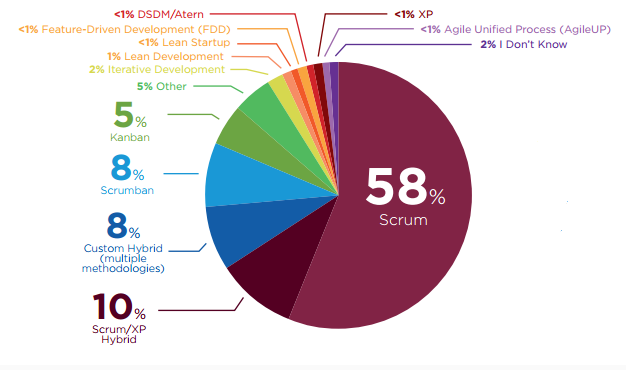 <1% DSDM/Atern
<1% Feature-Driven Development (FDD)
<1% Lean Startup
1% Lean Development
2% Iterative Development
5% Other
5%
Kanban
8%
Scrumban
8%
Custom Hybrid
(multiple
methodologies)
10%
Scrum/XP
Hybrid
<1% XP
<1% Agile Unified Process (AgileUP)
2% I Don't Know
58%
Scrum